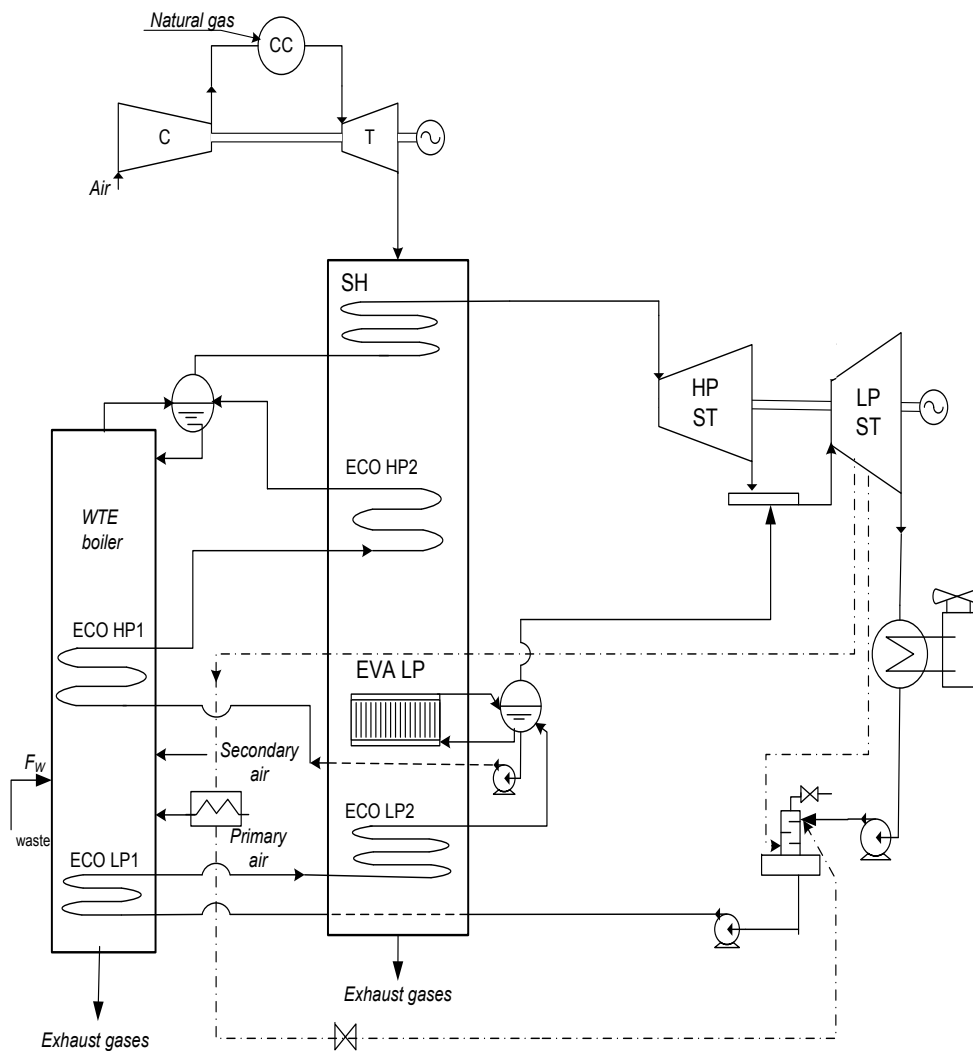 Natural gas
CC
C
T
Air
SH
HP
ST
LP
ST
ECO HP2
WTE
boiler
ECO HP1
EVA LP
Secondary
air
Fw
waste
Primary
air
ECO LP2
ECO LP1
Exhaust gases
Exhaust gases